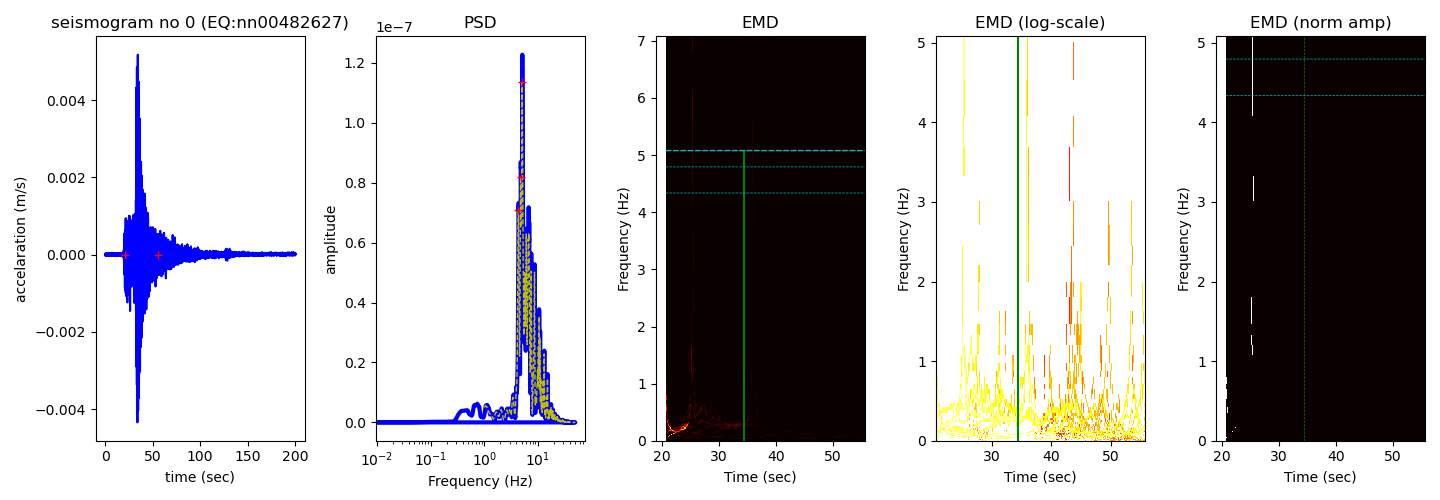 seismogram no 0 (EQ:nn00482627)
PSD
EMD
EMD (log-scale)
EMD (norm amp)
accelaration (m/s)
0.004
0.002
0.000
−0.002
−0.004
0 50 100 150 200
time (sec)
1e−7
amplitude
1.2
1.0
0.8
0.6
0.4
0.2
0.0
10−2 10−1 100 101
Frequency (Hz)
Frequency (Hz)
7
6
5
4
3
2
1
0
20 30 40 50
Time (sec)
Frequency (Hz)
5
4
3
2
1
0
30 40 50
Time (sec)
Frequency (Hz)
5
4
3
2
1
0
20 30 40 50
Time (sec)